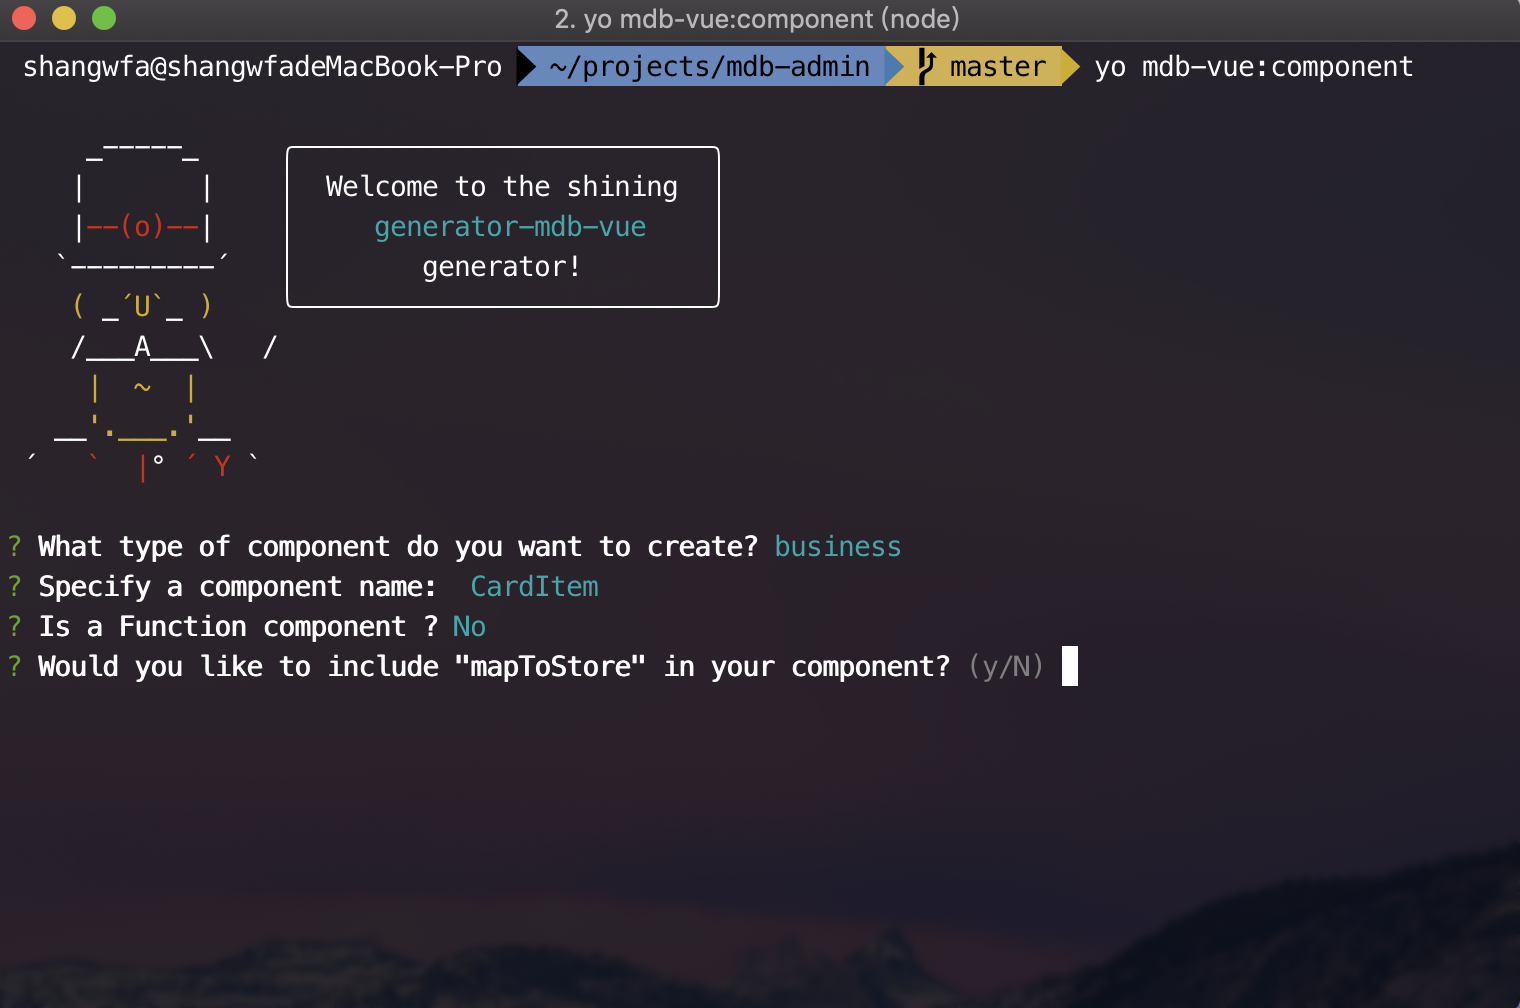 2. yo mdb-vue:component (node)
shangwfa@shangwfadeMacBook-Pro ~/projects/mdb-admin master yo mdb-vue:component
_-----_
|       |
|--(o)--|
`---------´
( _´U`_ )
/___A___\   /
|  ~  |
__'.___.'__
´   `  |° ´ Y `
Welcome to the shining
generator-mdb-vue
generator!
? What type of component do you want to create? business
? Specify a component name:  CardItem
? Is a Function component ? No
? Would you like to include "mapToStore" in your component? (y/N)